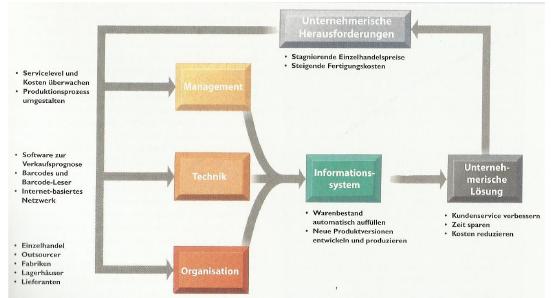 Unternehmerische
Herausforderungen
• Stagnierende Einzelhandelspreise
• Steigende Fertigungskosten
• Servicelevel und
Kosten überwachen
• Produktionsprozess
umgestalten
Management
• Software zur
Verkaufsprognose
• Barcodes und
Barcode-Leser
• Internet-basiertes
Netzwerk
Technik
Informations-
system
• Warenbestand
automatisch auffüllen
• Neue Produktversionen
entwickeln und produzieren
Unterneh-
merische
Lösung
• Kundenservice verbessern
• Zeit sparen
• Kosten reduzieren
• Einzelhandel
• Outsourcer
• Fabriken
• Lagerhäuser
• Lieferanten
Organisation